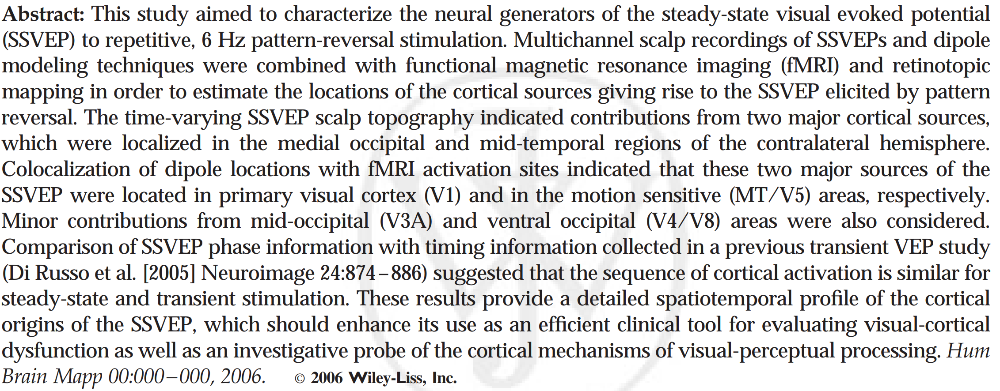 Abstract: This study aimed to characterize the neural generators of the steady-state visual evoked potential
(SSVEP) to repetitive, 6 Hz pattern-reversal stimulation. Multichannel scalp recordings of SSVEPs and dipole
modeling techniques were combined with functional magnetic resonance imaging (fMRI) and retinotopic
mapping in order to estimate the locations of the cortical sources giving rise to the SSVEP elicited by pattern
reversal. The time-varying SSVEP scalp topography indicated contributions from two major cortical sources,
which were localized in the medial occipital and mid-temporal regions of the contralateral hemisphere.
Colocalization of dipole locations with fMRI activation sites indicated that these two major sources of the
SSVEP were located in primary visual cortex (V1) and in the motion sensitive (MT/V5) areas, respectively.
Minor contributions from mid-occipital (V3A) and ventral occipital (V4/V8) areas were also considered.
Comparison of SSVEP phase information with timing information collected in a previous transient VEP study
(Di Russo et al. [2005] Neuroimage 24:874–886) suggested that the sequence of cortical activation is similar for
steady-state and transient stimulation. These results provide a detailed spatiotemporal profile of the cortical
origins of the SSVEP, which should enhance its use as an efficient clinical tool for evaluating visual-cortical
dysfunction as well as an investigative probe of the cortical mechanisms of visual-perceptual processing. Hum
Brain Mapp 00:000–000, 2006. © 2006 Wiley-Liss, Inc.